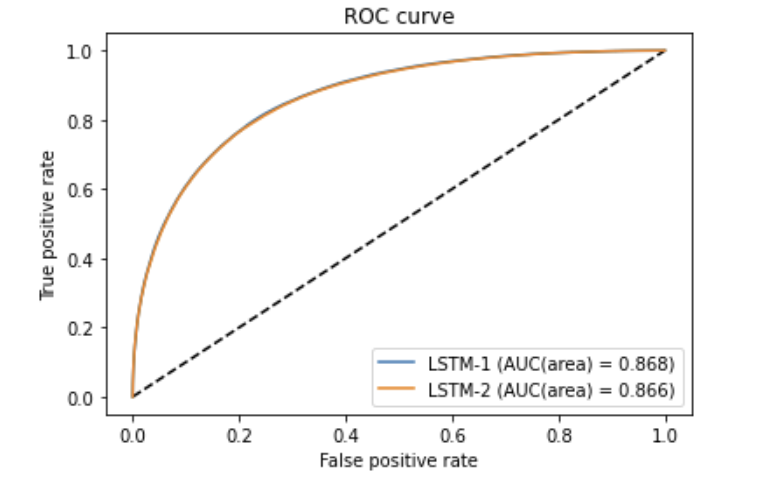 ROC curve
1.0
0.8
0.6
0.4
0.2
0.0
True positive rate
LSTM-1 (AUC(area) = 0.868)
LSTM-2 (AUC(area) = 0.866)
0.0 0.2 0.4 0.6 0.8 1.0
False positive rate